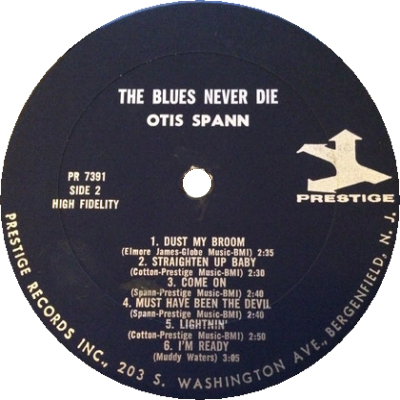 THE BLUES NEVER DIE
OTIS SPANN
PR 7391
SIDE 2
HIGH FIDELITY
PRESTIGE
1. DUST MY BROOM
(Elmore James-Globe Music-BMI) 2:35
2. STRAIGHTEN UP BABY
(Cotton-Prestige Music-BMI) 2:30
3. COME ON
(Spann-Prestige Music-BMI) 2:40
4. MUST HAVE BEEN THE DEVIL
(Spann-Prestige Music-BMI) 2:40
5. LIGHTNIN'
(Cotton-Prestige Music-BMI) 2:50
6. I'M READY
(Muddy Waters) 3:05
PRESTIGE RECORDS INC., 203 S. WASHINGTON AVE., BERGENFIELD, N. J.